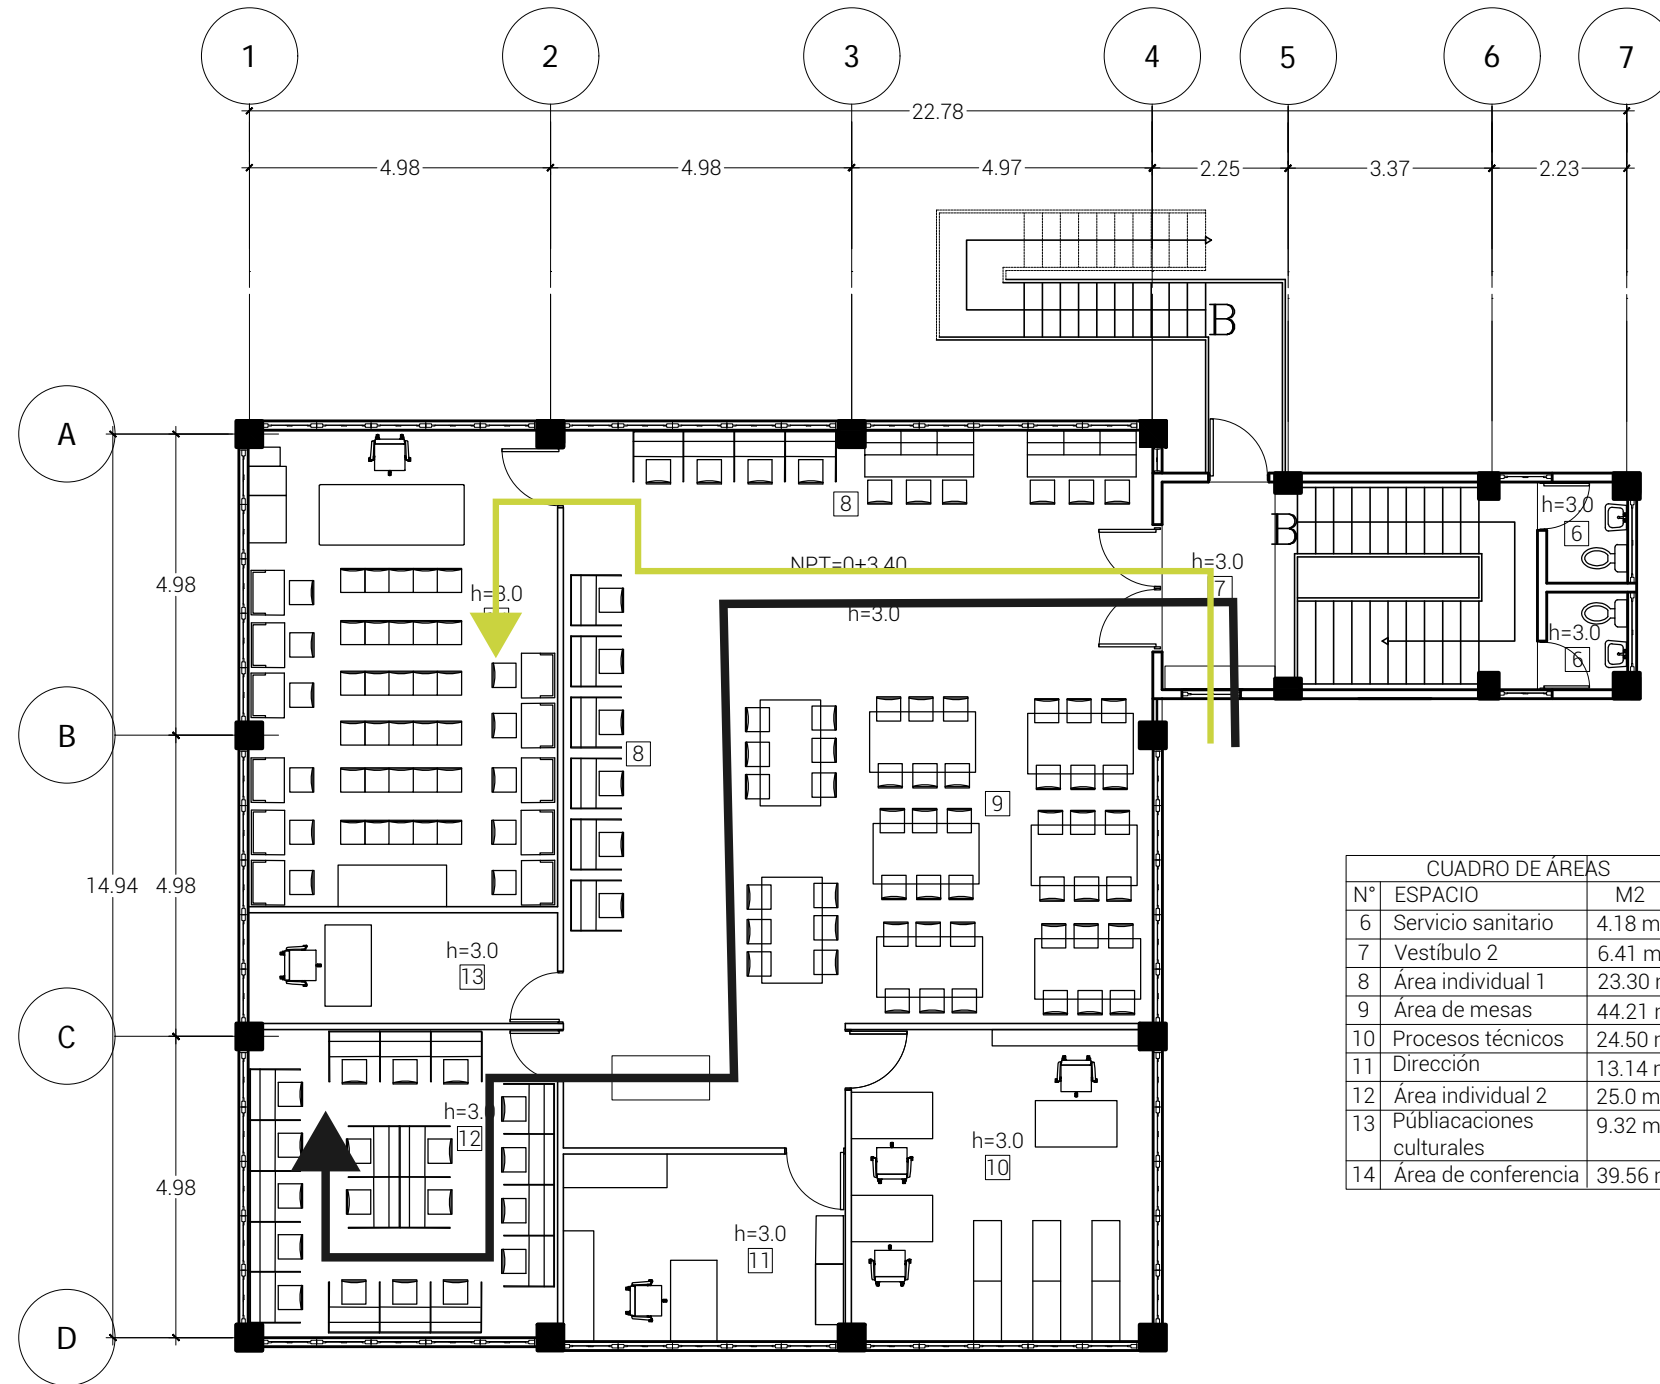 1 2 3 4 5 6 7
22.78
4.98 4.98 4.97 2.25 3.37 2.23
B
A
8
B
h=3.0
6
NPT=0+3.40
h=3.0
7
4.98
h=3.0
h=3.0
h=3.0
6
B
8
9
14.94 4.98
CUADRO DE ÁREAS
N° ESPACIO M2
6 Servicio sanitario 4.18 m
7 Vestíbulo 2 6.41 m
8 Área individual 1 23.30
9 Área de mesas 44.21
10 Procesos técnicos 24.50
11 Dirección 13.14
12 Área individual 2 25.0 m
13 Públiacaciones 9.32 m
culturales
14 Área de conferencia 39.56
h=3.0
13
C
h=3.0
12
h=3.0
10
4.98
h=3.0
11
D